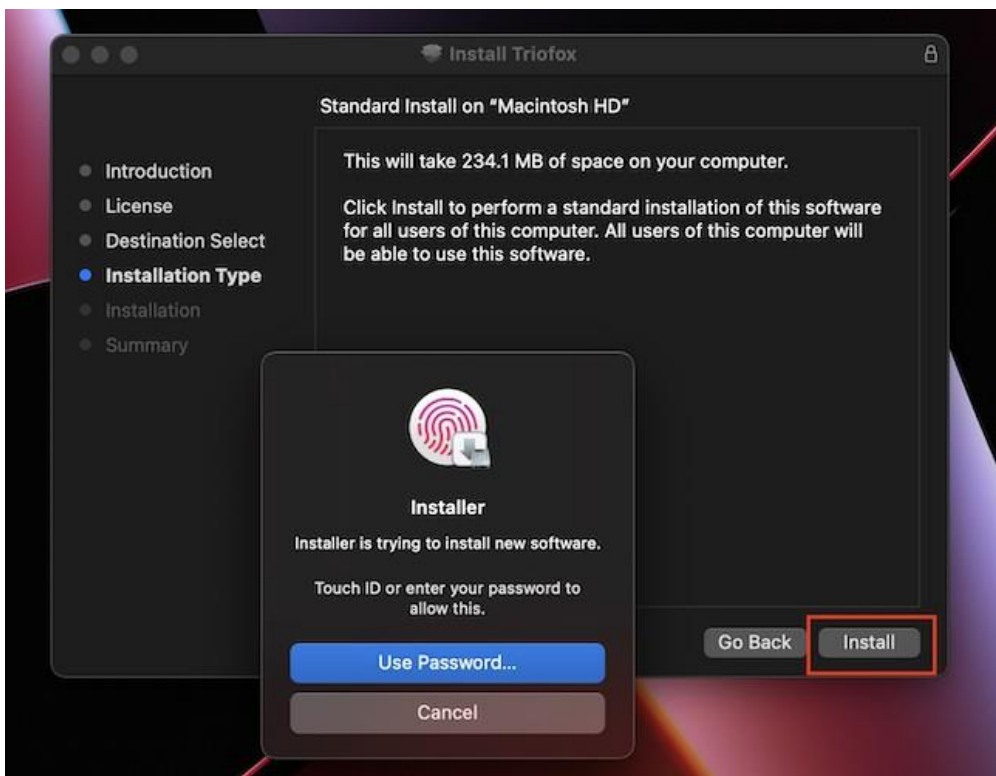 Install Triofox
Standard Install on "Macintosh HD"
Introduction
License
Destination Select
Installation Type
Installation
Summary
This will take 234.1 MB of space on your computer.
Click Install to perform a standard installation of this software
for all users of this computer. All users of this computer will
be able to use this software.
Installer
Installer is trying to install new software.
Touch ID or enter your password to
allow this.
Use Password...
Cancel
Go Back
Install